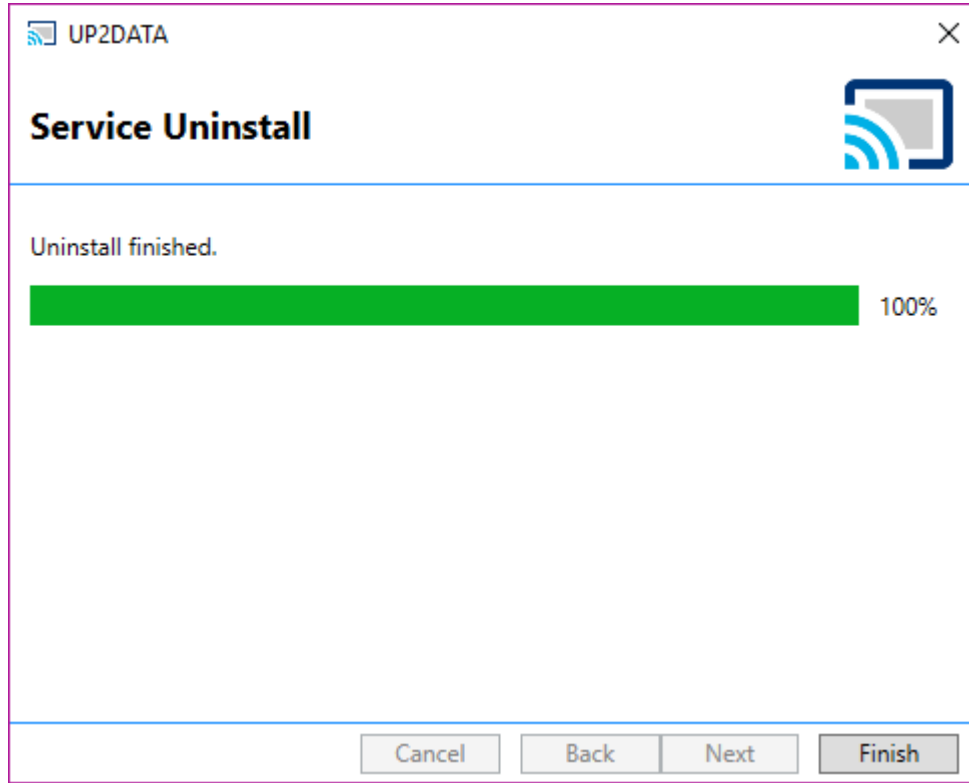 UP2DATA
Service Uninstall
Uninstall finished.
100%
Cancel Back Next Finish